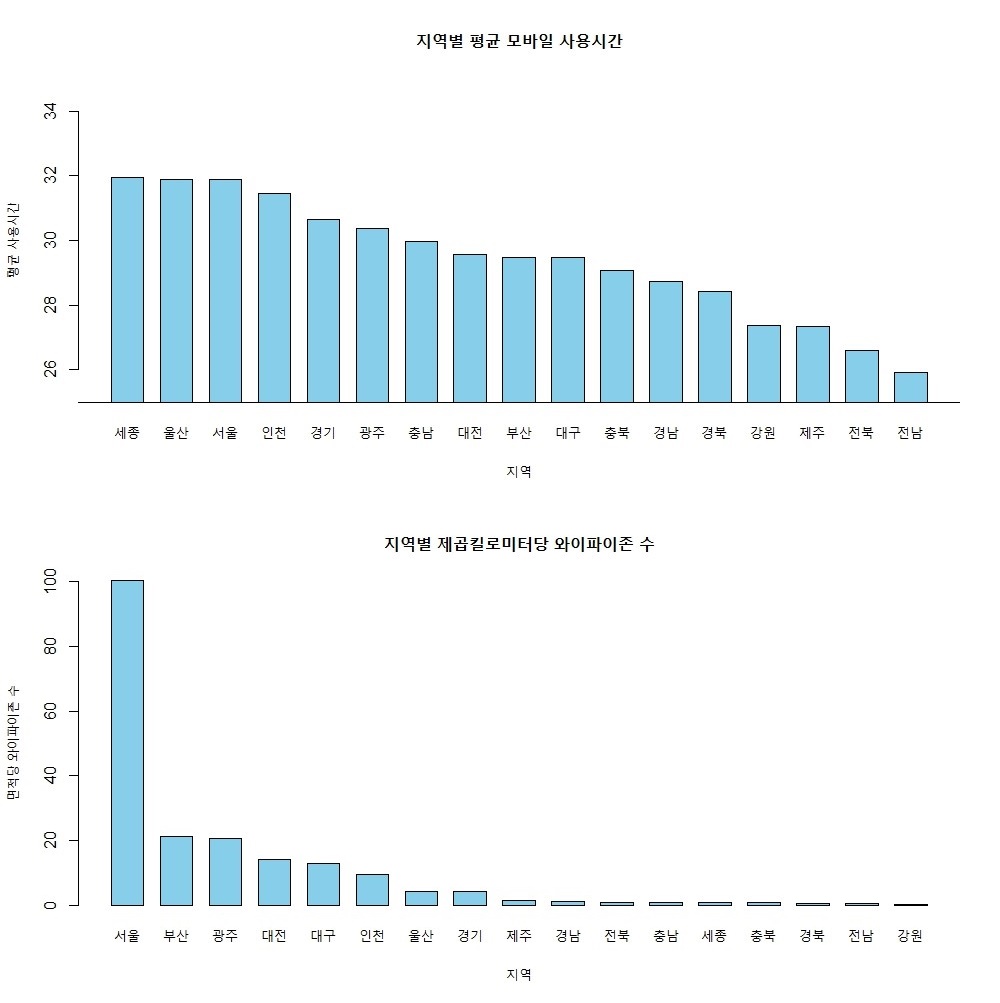 지역별 평균 모바일 사용시간
34
32
30
28
26
평균 사용시간
세종 울산 서울 인천 경기 광주 충남 대전 부산 대구 충북 경남 경북 강원 제주 전북 전남
지역
지역별 제곱킬로미터당 와이파이존 수
100
80
60
40
20
0
면적당 와이파이존 수
서울 부산 광주 대전 대구 인천 울산 경기 제주 경남 전북 충남 세종 충북 경북 전남 강원
지역